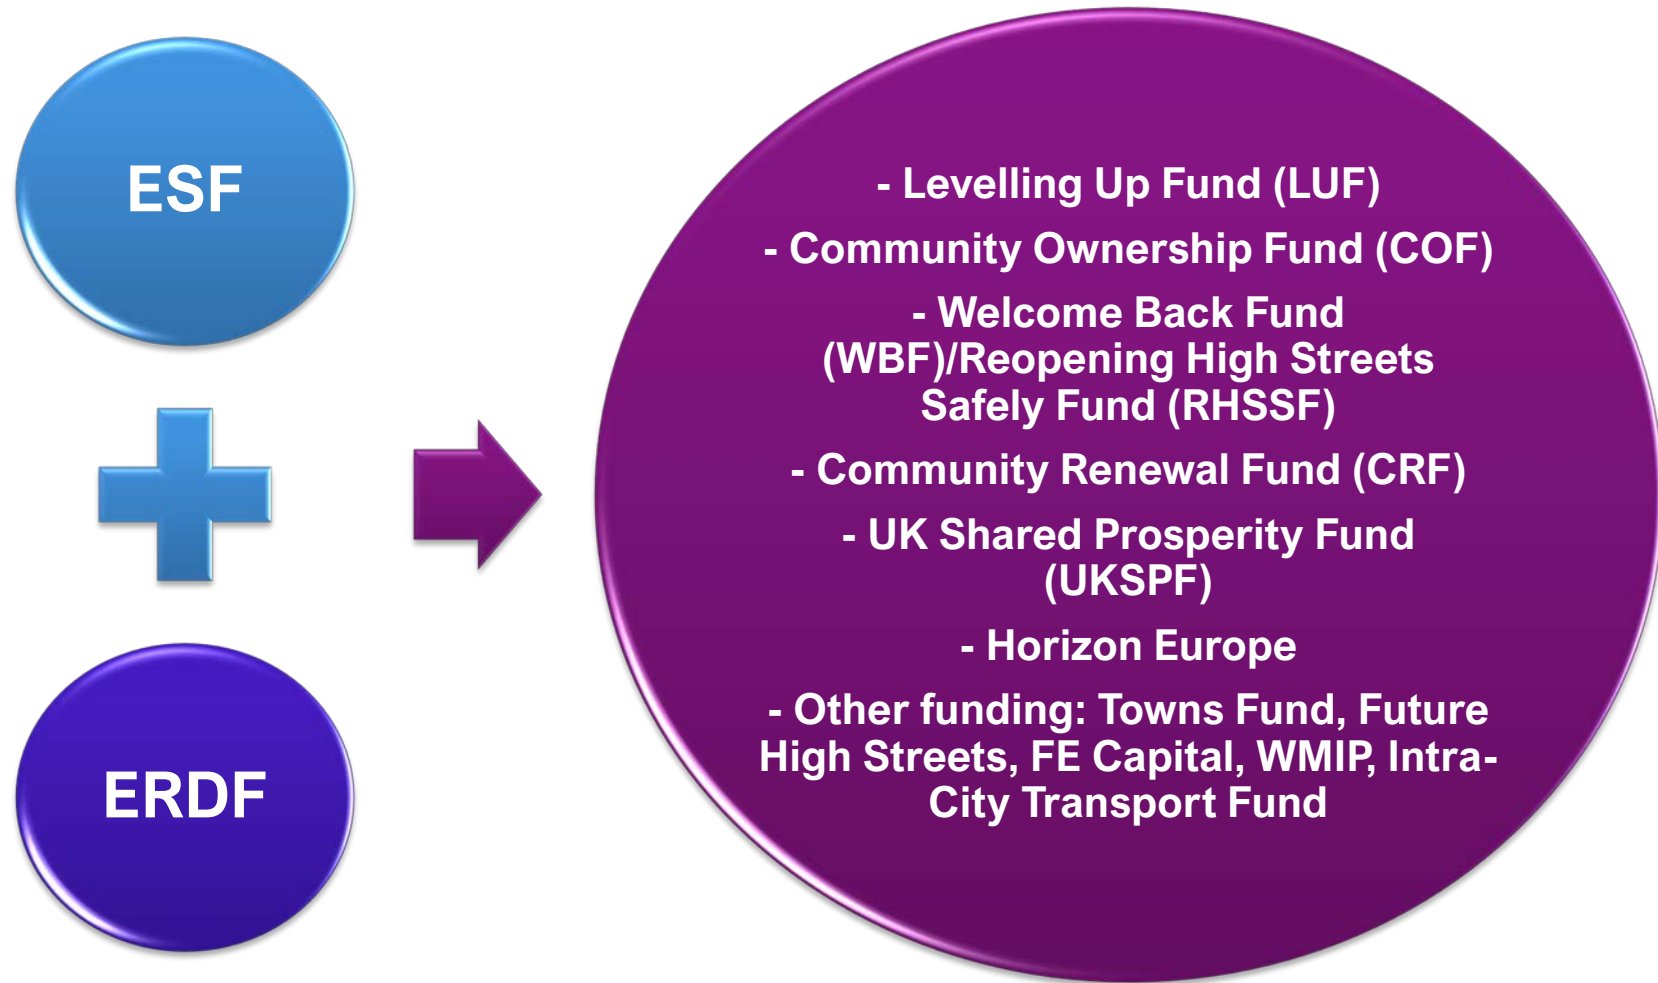 ESF
ERDF
- Levelling Up Fund (LUF)
- Community Ownership Fund (COF)
- Welcome Back Fund
(WBF)/Reopening High Streets
Safely Fund (RHSSF)
- Community Renewal Fund (CRF)
- UK Shared Prosperity Fund
(UKSPF)
- Horizon Europe
- Other funding: Towns Fund, Future
High Streets, FE Capital, WMIP, Intra-
City Transport Fund